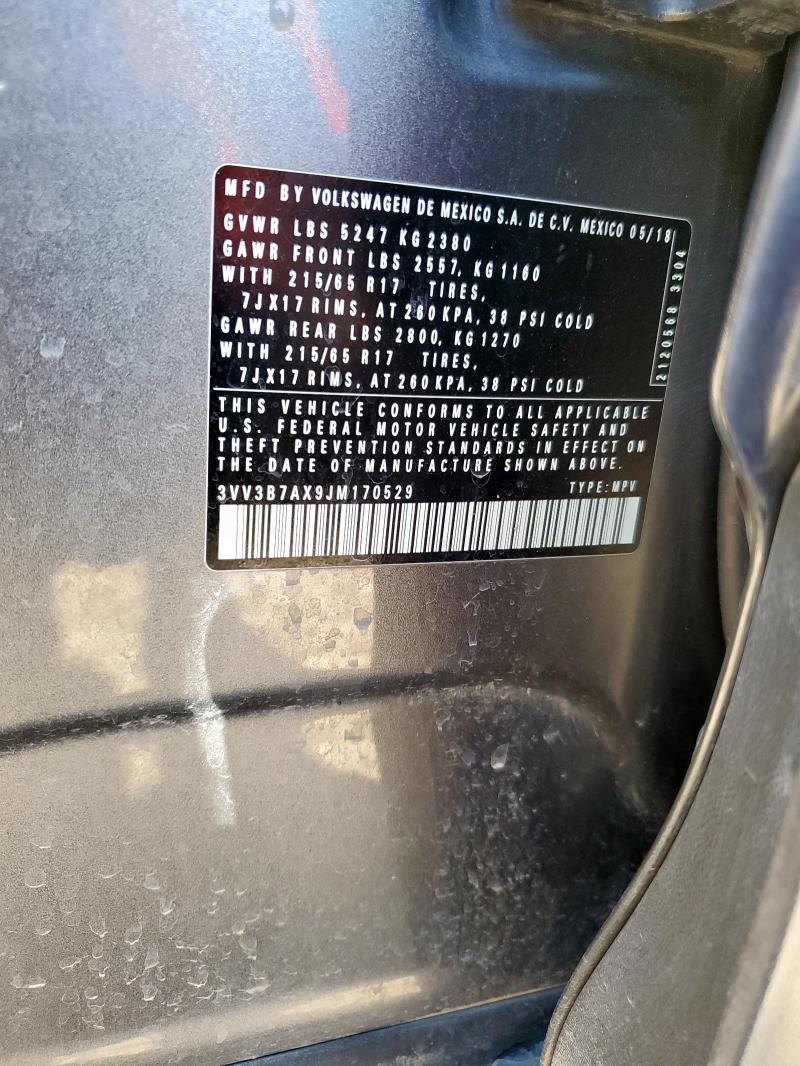 MFD BY VOLKSWAGEN DE MEXICO S.A. DE C.V. MEXICO 05/18
GVWR LBS 5247 KG 2380
GAWR FRONT LBS 2557, KG 1160
WITH 215/65 R17 TIRES,
7JX17 RIMS, AT 260 KPA, 38 PSI COLD
GAWR REAR LBS 2800, KG 1270
WITH 215/65 R17 TIRES,
7JX17 RIMS, AT 260 KPA, 38 PSI COLD
2120568 3304
THIS VEHICLE CONFORMS TO ALL APPLICABLE
U.S. FEDERAL MOTOR VEHICLE SAFETY AND
THEFT PREVENTION STANDARDS IN EFFECT ON
THE DATE OF MANUFACTURE SHOWN ABOVE.
3VV3B7AX9JM170529 TYPE: MPV